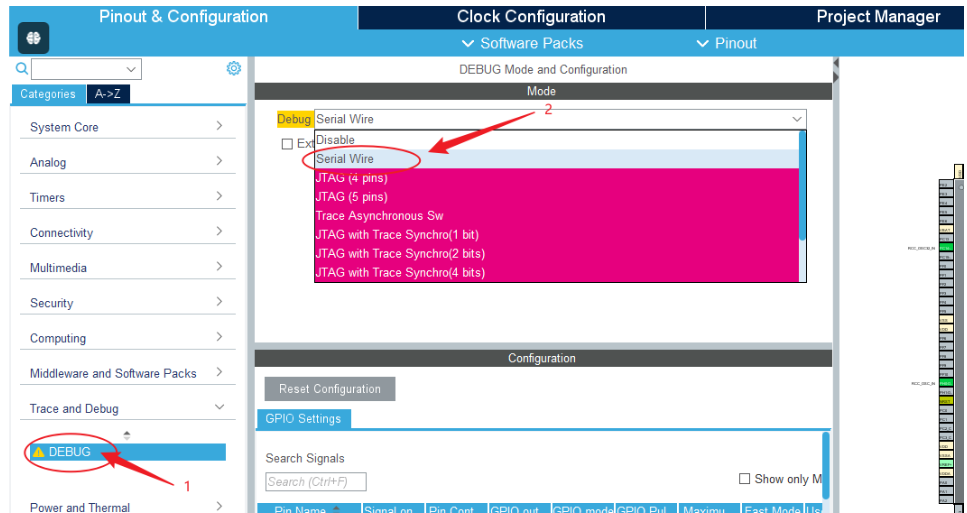 Pinout & Configuration
Clock Configuration
Project Manager
Software Packs
Pinout
DEBUG Mode and Configuration
Mode
Categories
A->Z
System Core
Analog
Timers
Connectivity
Multimedia
Security
Computing
Middleware and Software Packs
Trace and Debug
DEBUG
1
Power and Thermal
Debug Serial Wire
2
Ext
Disable
Serial Wire
JTAG (4 pins)
JTAG (5 pins)
Trace Asynchronous Sw
JTAG with Trace Synchro(1 bit)
JTAG with Trace Synchro(2 bits)
JTAG with Trace Synchro(4 bits)
Configuration
Reset Configuration
GPIO Settings
Search Signals
Search (Ctrl+F)
Show only M
Pin Name
Signal on
Pin Cont
GPIO out
GPIO mode
GPIO Pul
Maximu
Fast Mode
Us